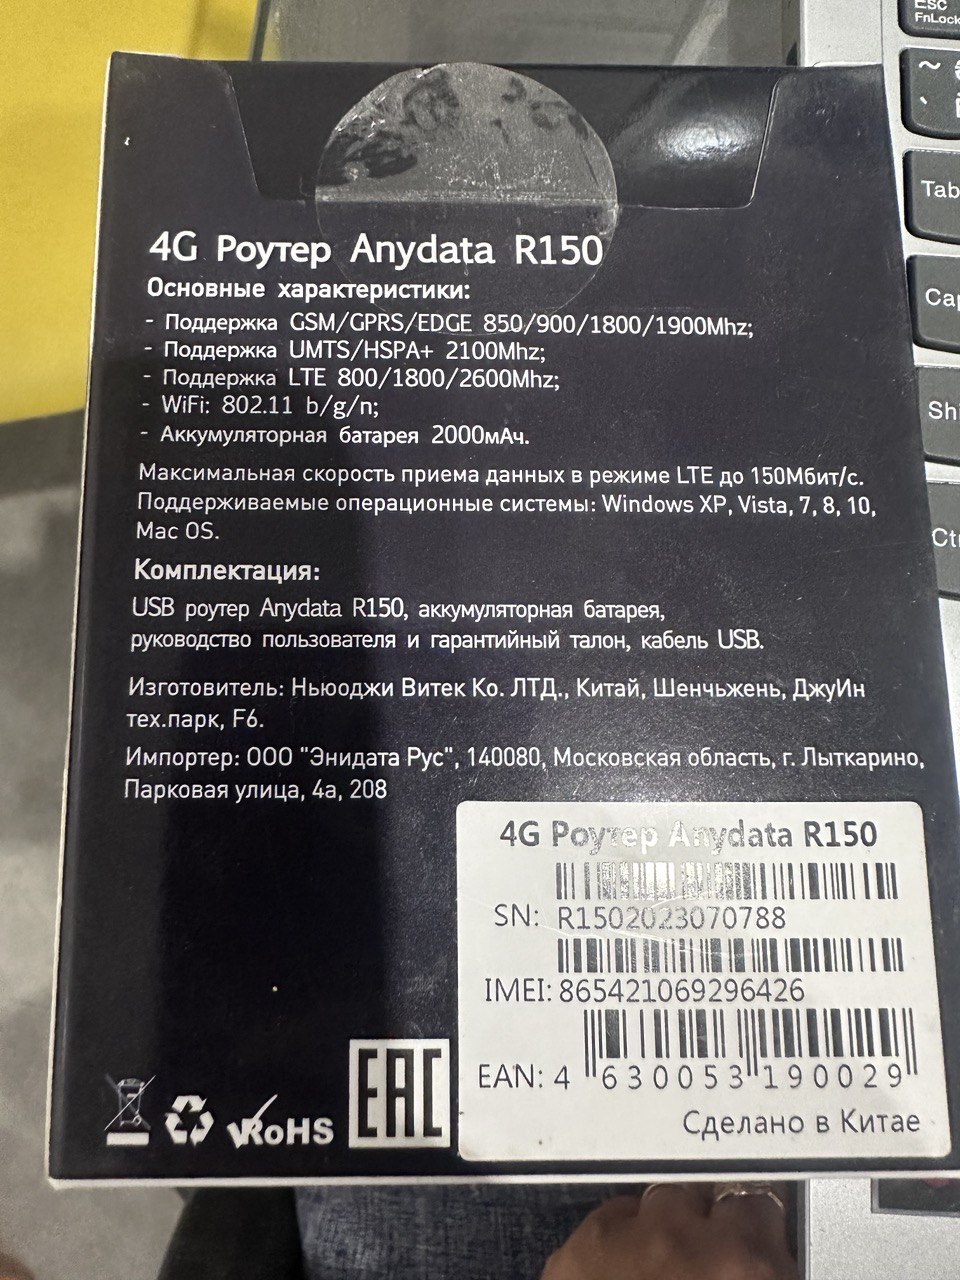 ESC
FnLock
~
Tab
4G Роутер Anydata R150
Основные характеристики:
- Поддержка GSM/GPRS/EDGE 850/900/1800/1900Mhz;
- Поддержка UMTS/HSPA+ 2100Mhz;
- Поддержка LTE 800/1800/2600Mhz;
- WiFi: 802.11 b/g/n;
- Аккумуляторная батарея 2000мАч.
Максимальная скорость приема данных в режиме LTE до 150Мбит/с.
Поддерживаемые операционные системы: Windows XP, Vista, 7, 8, 10,
Mac OS.
Комплектация:
USB роутер Anydata R150, аккумуляторная батарея,
руководство пользователя и гарантийный талон, кабель USB.
Изготовитель: Ньюоджи Витек Ко. ЛТД., Китай, Шенчьжень, ДжуИн
тех.парк, F6.
Импортер: ООО "Энидата Рус", 140080, Московская область, г. Лыткарино,
Парковая улица, 4а, 208
4G Роутер Anydata R150
SN: R1502023070788
IMEI: 865421069296426
EAN: 4 630053 190029
Сделано в Китае
RoHS
EAC